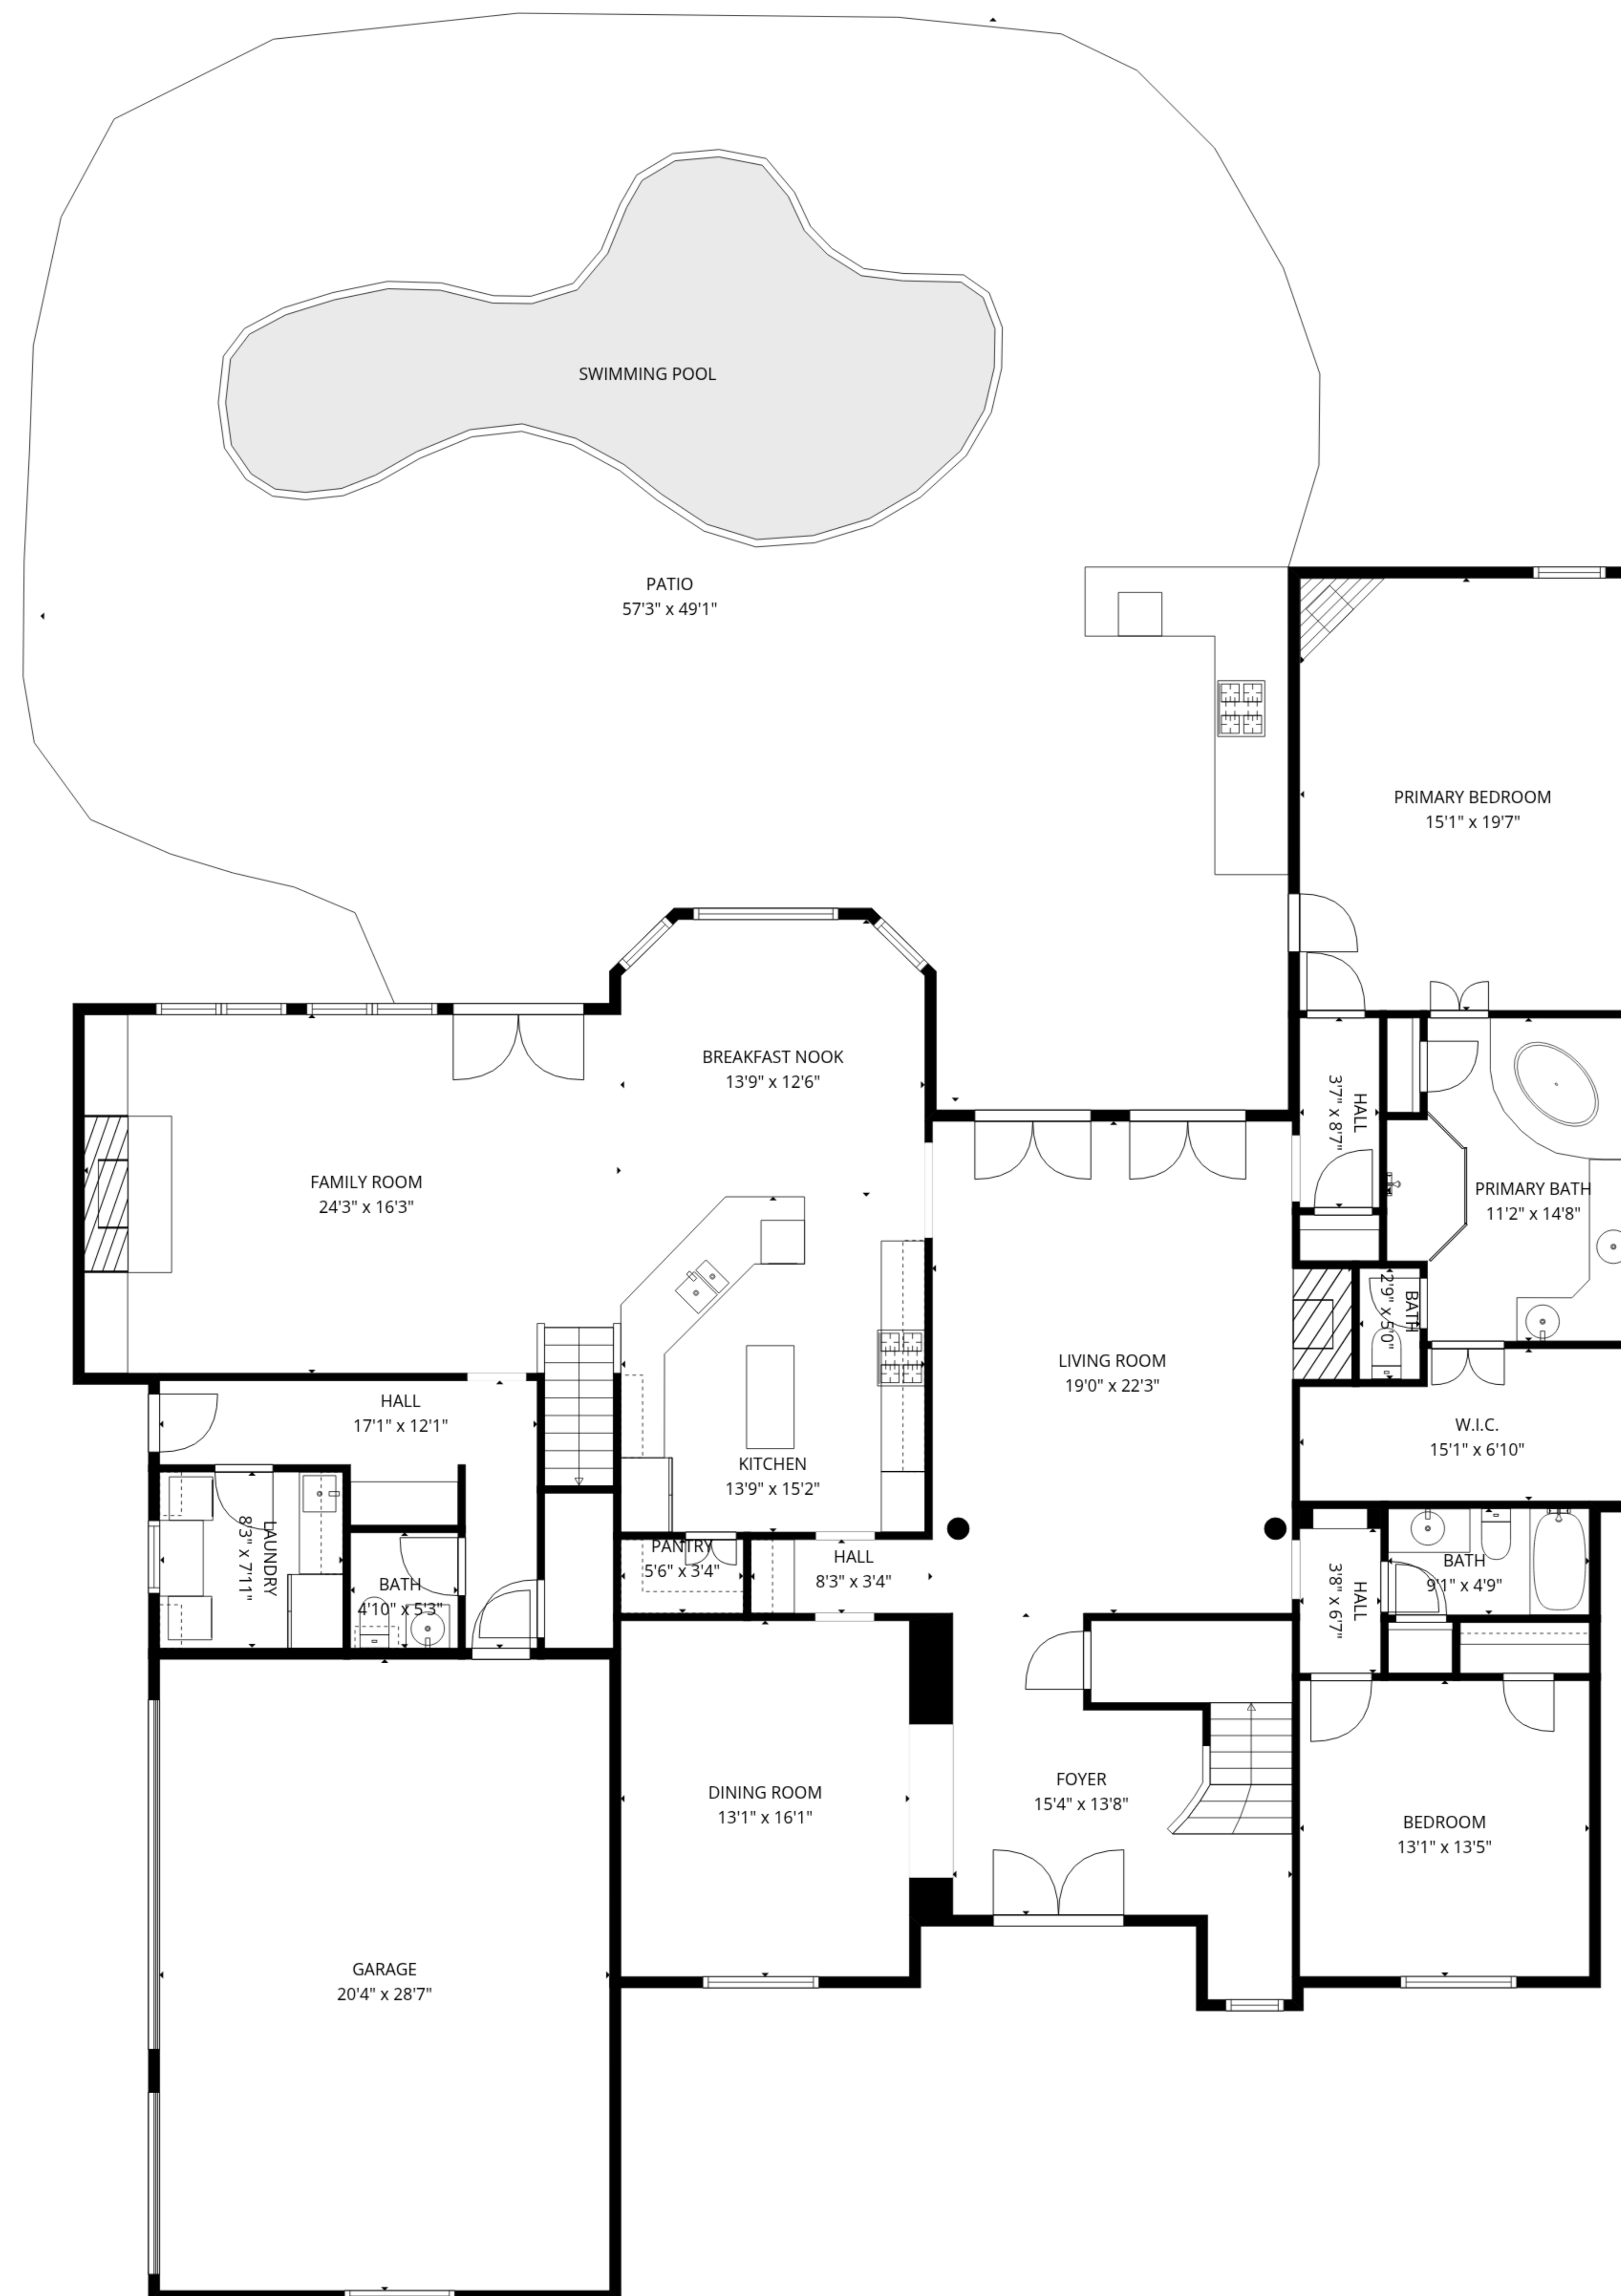 SWIMMING POOL
PATIO
57'3" x 49'1"
PRIMARY BEDROOM
15'1" x 19'7"
BREAKFAST NOOK
13'9" x 12'6"
HALL
3'7" x 8'7"
FAMILY ROOM
24'3" x 16'3"
PRIMARY BATH
11'2" x 14'8"
BATH
2'9" x 5'0"
LIVING ROOM
19'0" x 22'3"
HALL
17'1" x 12'1"
W.I.C.
15'1" x 6'10"
KITCHEN
13'9" x 15'2"
LAUNDRY
8'3" x 7'11"
PANTRY
5'6" x 3'4"
HALL
8'3" x 3'4"
BATH
9'1" x 4'9"
HALL
3'8" x 6'7"
BATH
4'10" x 5'3"
FOYER
15'4" x 13'8"
DINING ROOM
13'1" x 16'1"
BEDROOM
13'1" x 13'5"
GARAGE
20'4" x 28'7"